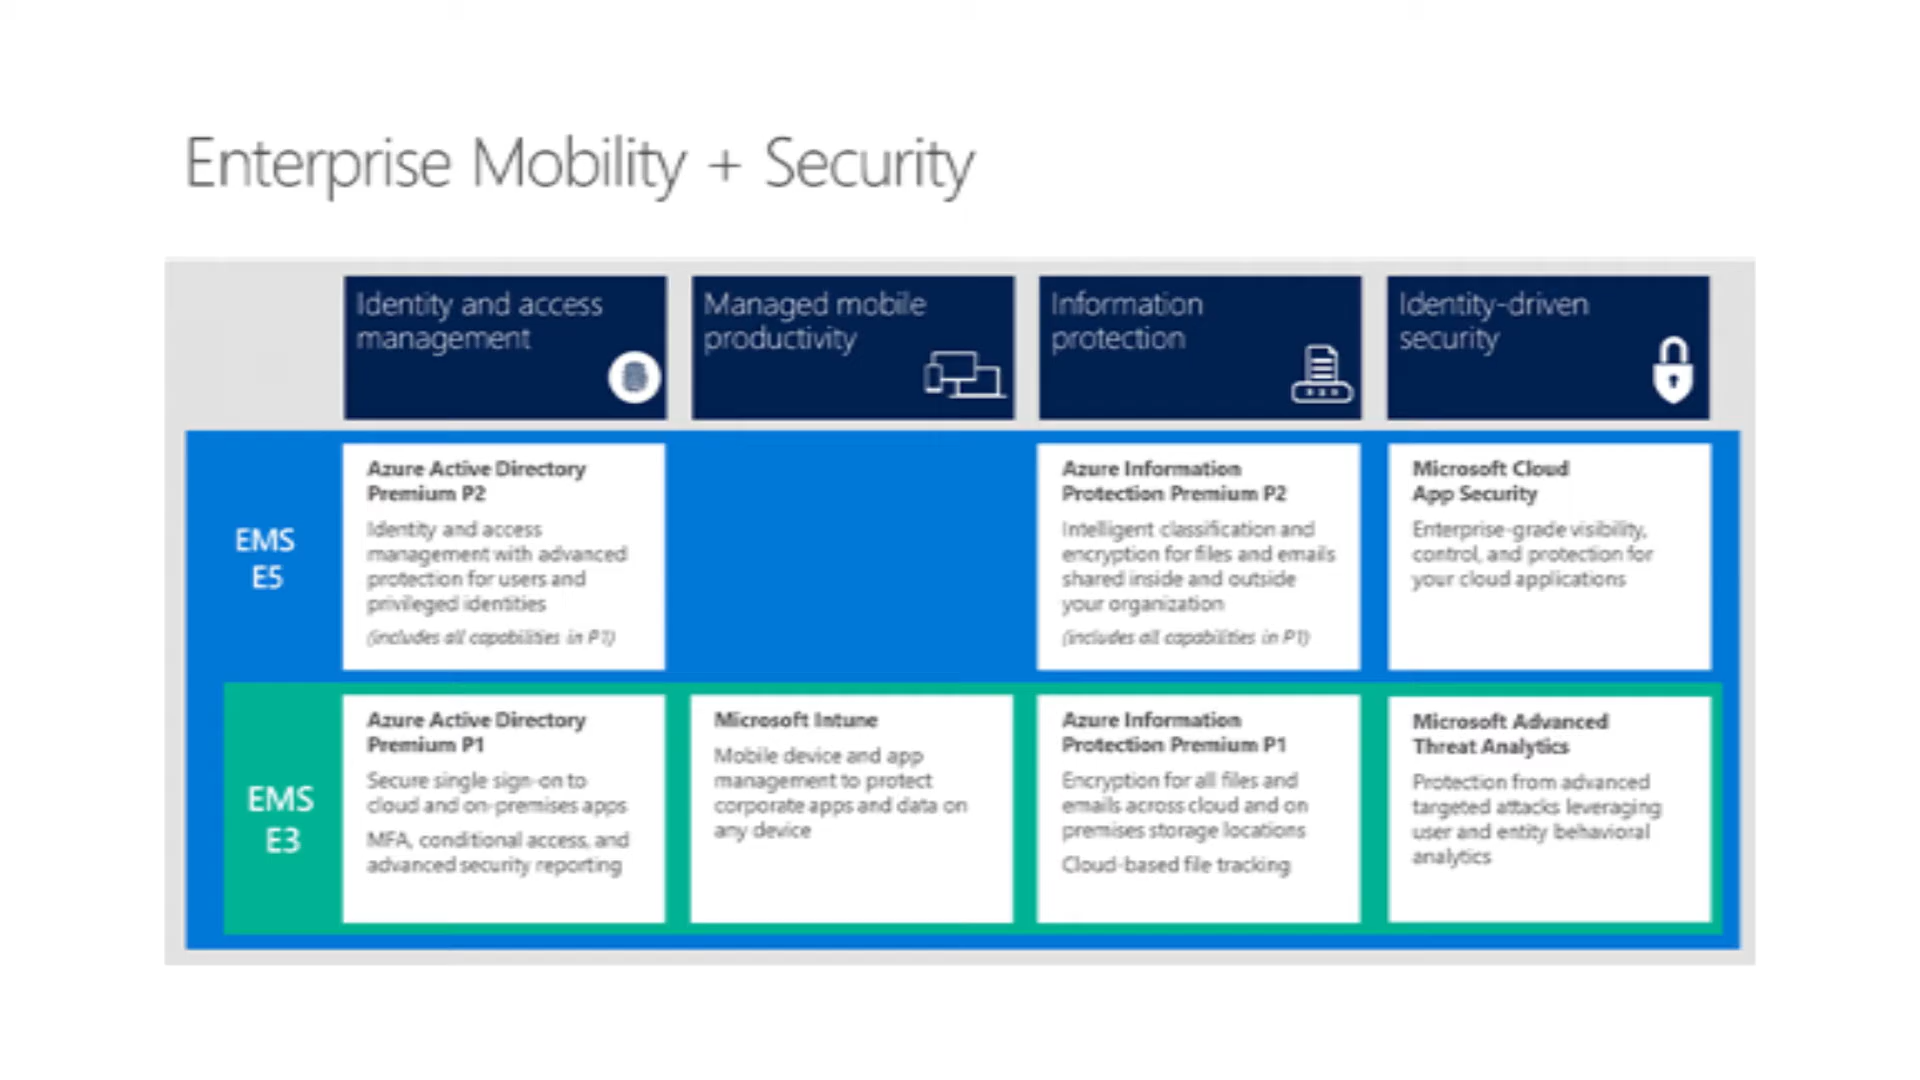 Enterprise Mobility + Security
Identity and access
management
Managed mobile
productivity
Information
protection
Identity-driven
security
EMS
E5
Azure Active Directory
Premium P2
Identity and access
management with advanced
protection for users and
privileged identities
(includes all capabilities in P1)
Azure Information
Protection Premium P2
Intelligent classification and
encryption for files and emails
shared inside and outside
your organization
(includes all capabilities in P1)
Microsoft Cloud
App Security
Enterprise-grade visibility,
control, and protection for
your cloud applications
EMS
E3
Azure Active Directory
Premium P1
Secure single sign-on to
cloud and on-premises apps
MFA, conditional access, and
advanced security reporting
Microsoft Intune
Mobile device and app
management to protect
corporate apps and data on
any device
Azure Information
Protection Premium P1
Encryption for all files and
emails across cloud and on
premises storage locations
Cloud-based file tracking
Microsoft Advanced
Threat Analytics
Protection from advanced
targeted attacks leveraging
user and entity behavioral
analytics